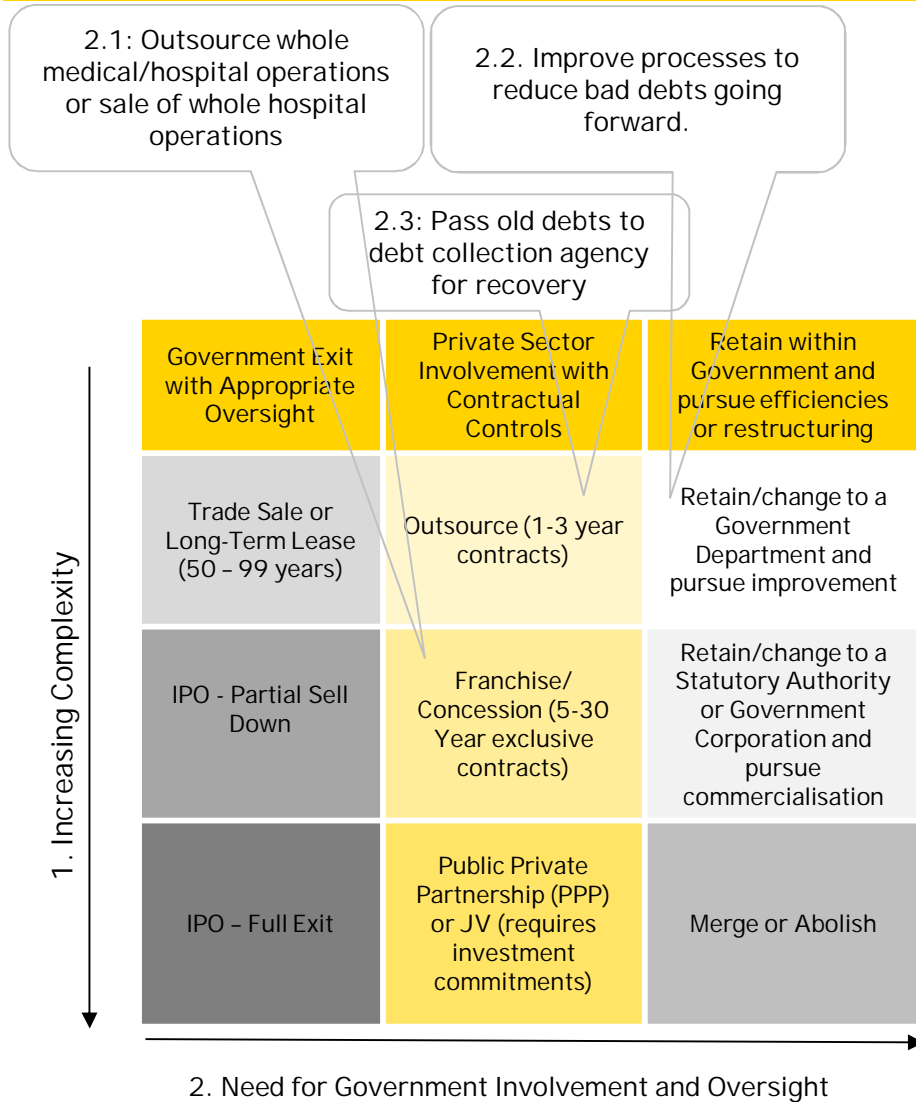 2.1: Outsource whole
medical/hospital operations
or sale of whole hospital
operations
2.2. Improve processes to
reduce bad debts going
forward.
2.3: Pass old debts to
debt collection agency
for recovery
Government Exit
with Appropriate
Oversight
Private Sector
Involvement with
Contractual
Controls
Retain within
Government and
pursue efficiencies
or restructuring
Trade Sale or
Long-Term Lease
(50 – 99 years)
Outsource (1-3 year
contracts)
Retain/change to a
Government
Department and
pursue improvement
IPO - Partial Sell
Down
Franchise/
Concession (5-30
Year exclusive
contracts)
Retain/change to a
Statutory Authority
or Government
Corporation and
pursue
commercialisation
IPO – Full Exit
Public Private
Partnership (PPP)
or JV (requires
investment
commitments)
Merge or Abolish
1. Increasing Complexity
2. Need for Government Involvement and Oversight